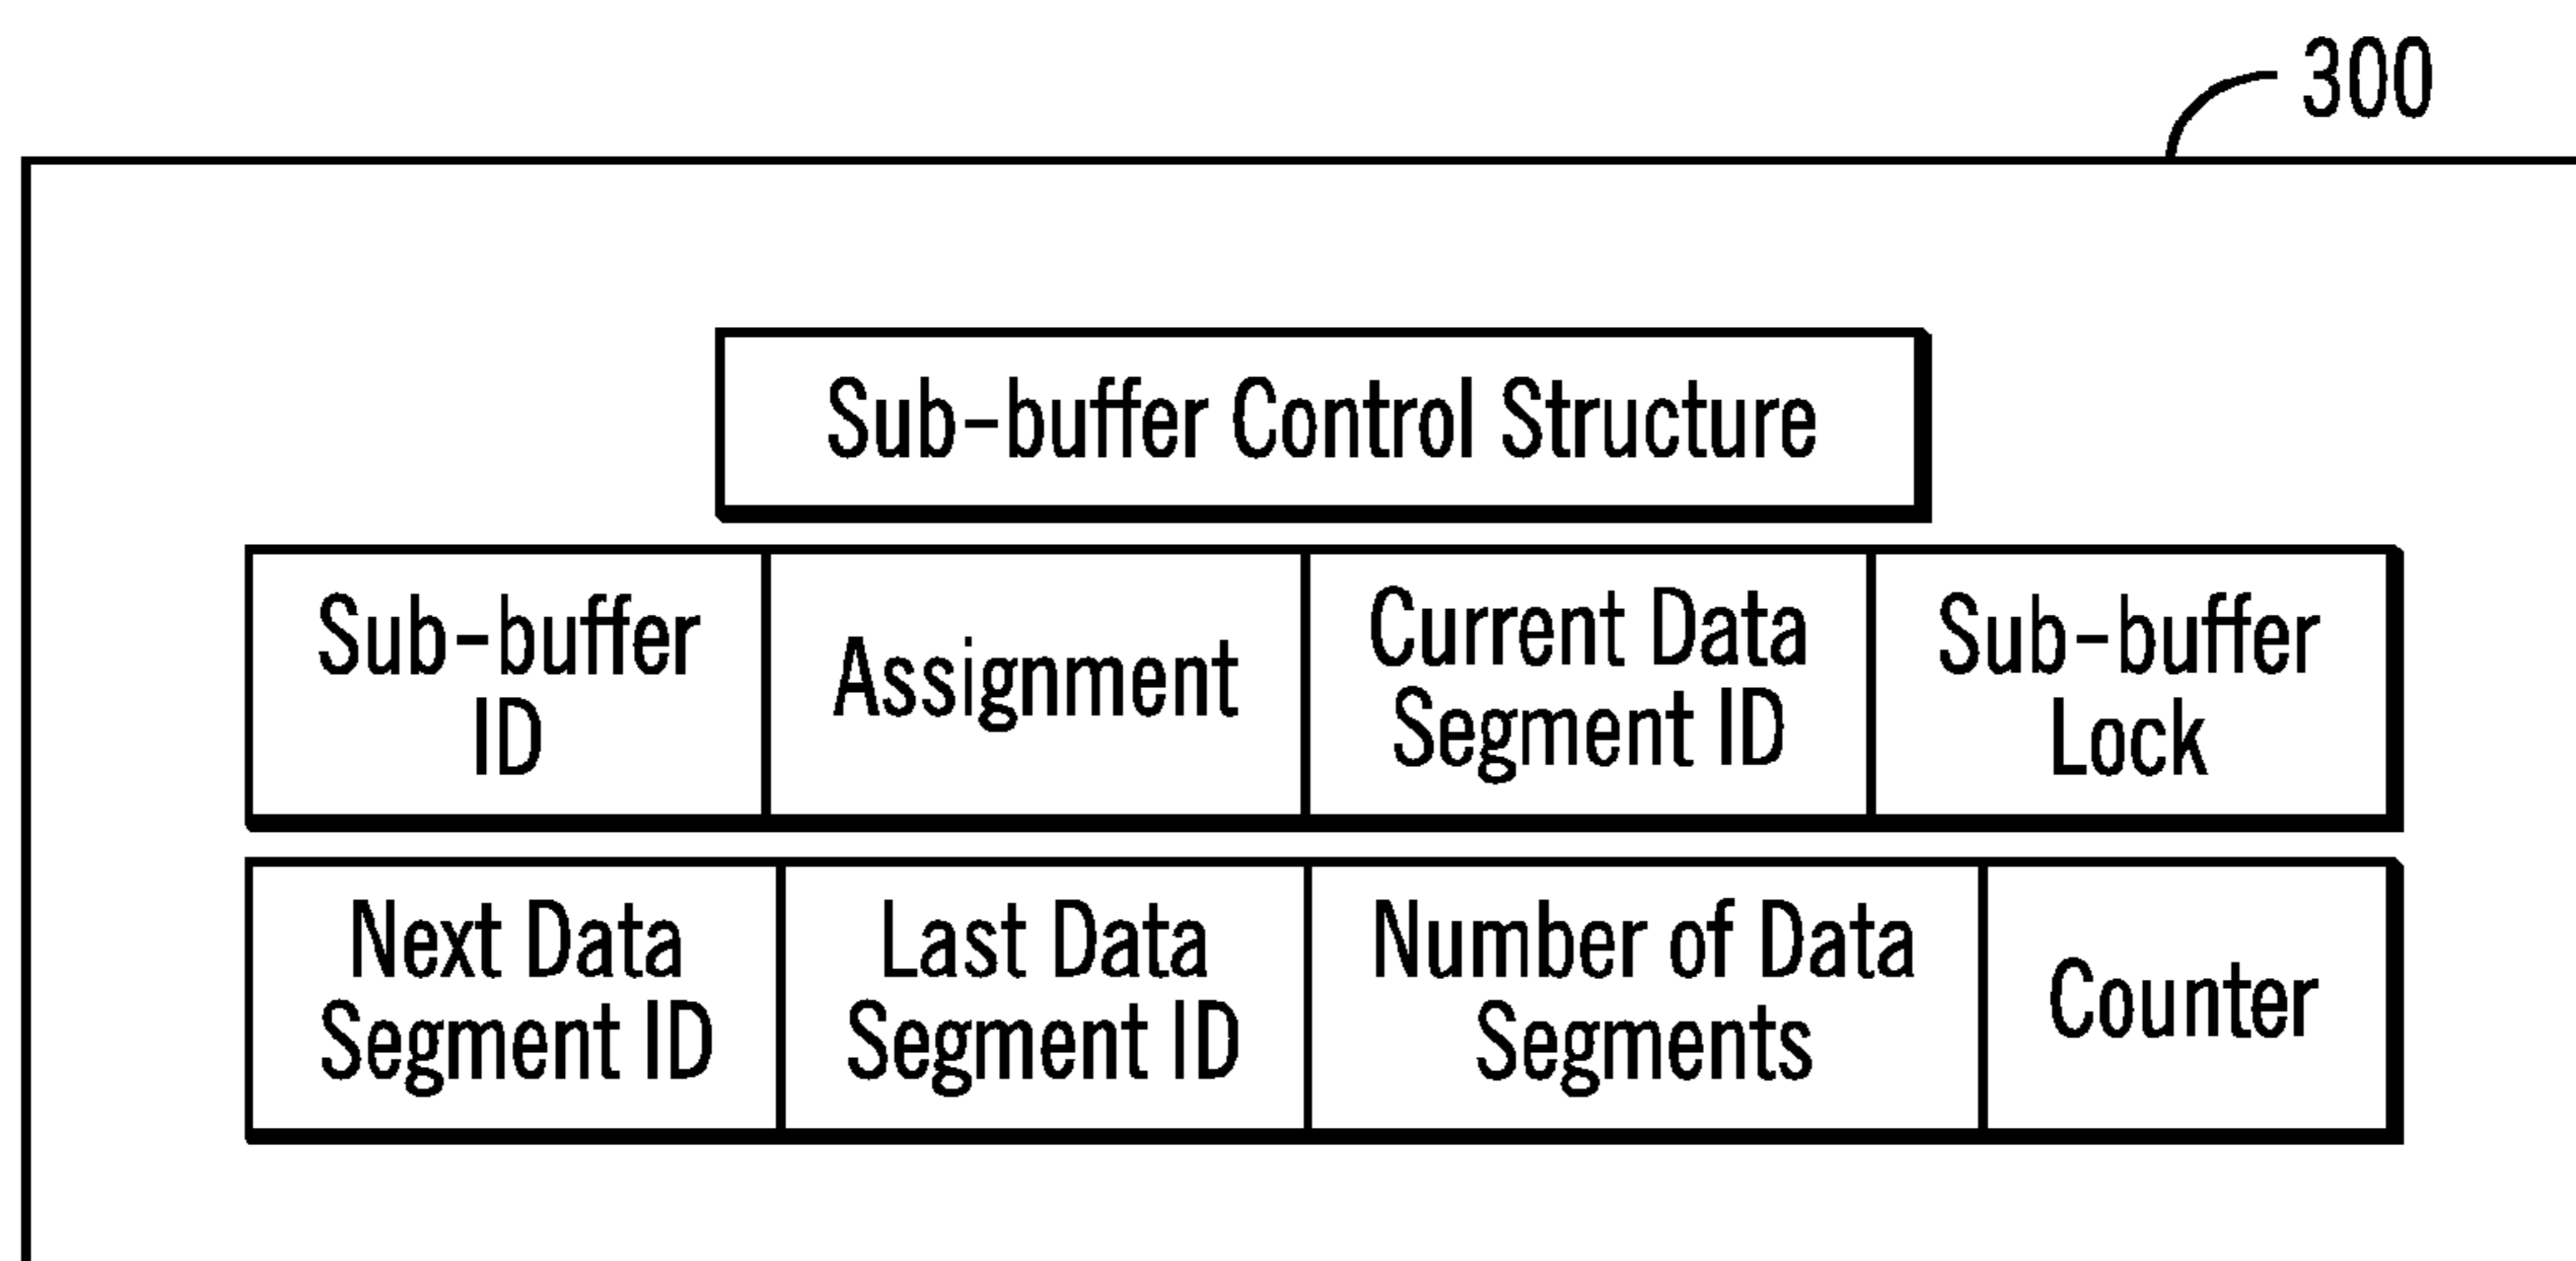 300
Sub-buffer Control Structure
Sub-buffer
ID
Assignment
Current Data
Segment ID
Sub-buffer
Lock
Next Data
Segment ID
Last Data
Segment ID
Number of Data
Segments
Counter